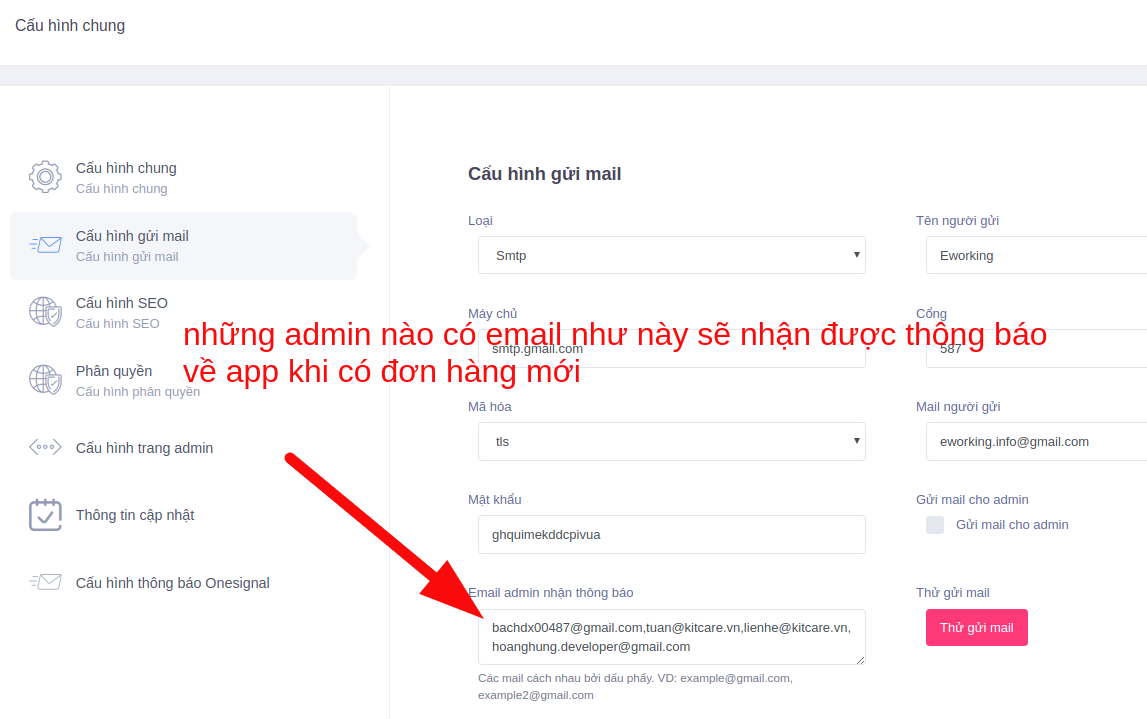 Cấu hình chung
Cấu hình chung
Cấu hình chung
Cấu hình gửi mail
Cấu hình gửi mail
Cấu hình SEO
Cấu hình SEO
Phân quyền
Cấu hình phân quyền
Cấu hình trang admin
Thông tin cập nhật
Cấu hình thông báo Onesignal
những admin nào có email như này sẽ nhận được thông báo
về app khi có đơn hàng mới
Cấu hình gửi mail
Loại
Tên người gửi
Smtp
Eworking
Máy chủ
Cổng
smtp.gmail.com
587
Mã hóa
Mail người gửi
tls
eworking.info@gmail.com
Mật khẩu
Gửi mail cho admin
ghquimekddcpivua
Gửi mail cho admin
Email admin nhận thông báo
Thử gửi mail
bachdx00487@gmail.com,tuan@kitcare.vn,lienhe@kitcare.vn,
hoanghung.developer@gmail.com
Thử gửi mail
Các mail cách nhau bởi dấu phẩy. VD: example@gmail.com,
example2@gmail.com